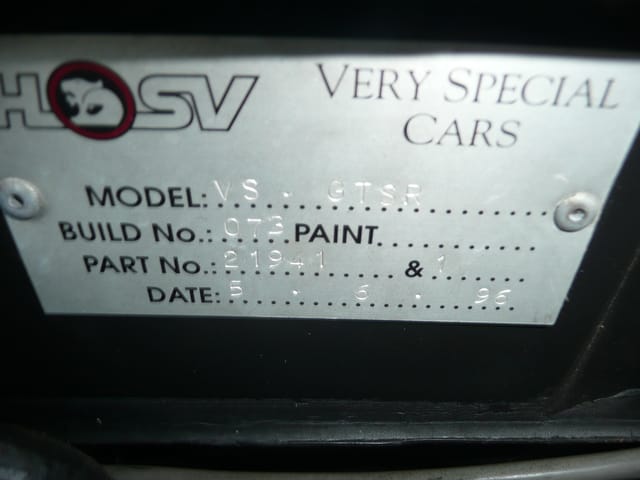 HSV VERY SPECIAL
CARS
MODEL: VS . GTSR
BUILD No.: 073 PAINT
PART No.: 21941 & 1
DATE: 5 . 6 . 96